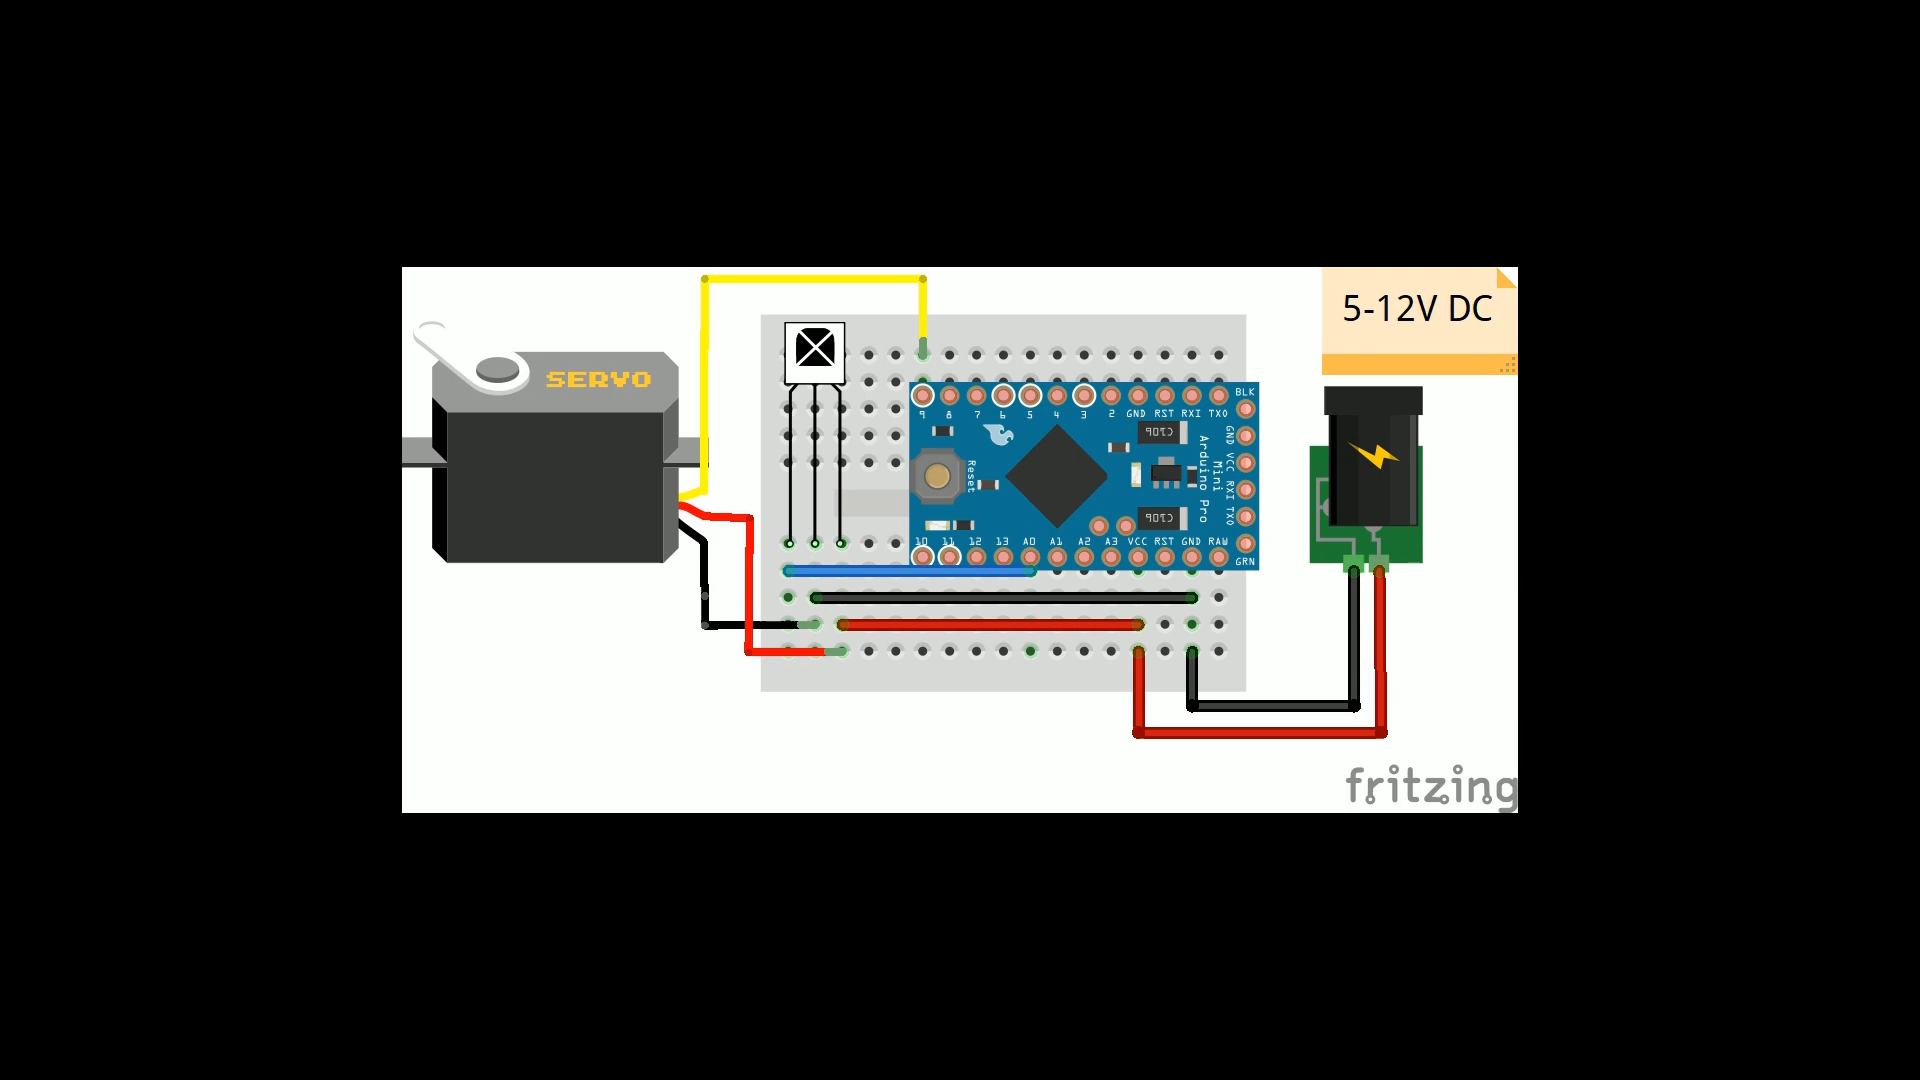 5-12V DC
SERVO
BLK
9 8 7 6 5 4 3 2 GND RST RXI TXO
GND VCC RXI TXO
Arduino Pro
Mini
Reset
10 11 12 13 A0 A1 A2 A3 VCC RST GND RAW
GRN
fritzing